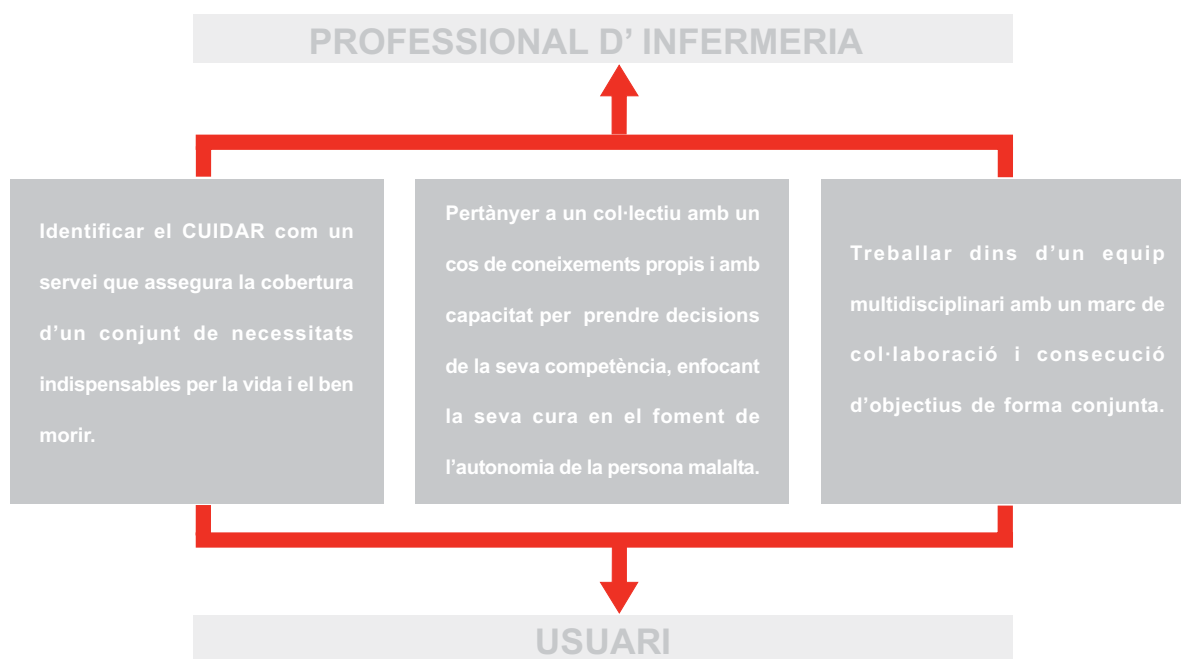 PROFESSIONAL D’ INFERMERIA
Identificar el CUIDAR com un
servei que assegura la cobertura
d’un conjunt de necessitats
indispensables per la vida i el ben
morir.
Pertànyer a un col·lectiu amb un
cos de coneixements propis i amb
capacitat per prendre decisions
de la seva competència, enfocant
la seva cura en el foment de
l’autonomia de la persona malalta.
Treballar dins d’un equip
multidisciplinari amb un marc de
col·laboració i consecució
d’objectius de forma conjunta.
USUARI